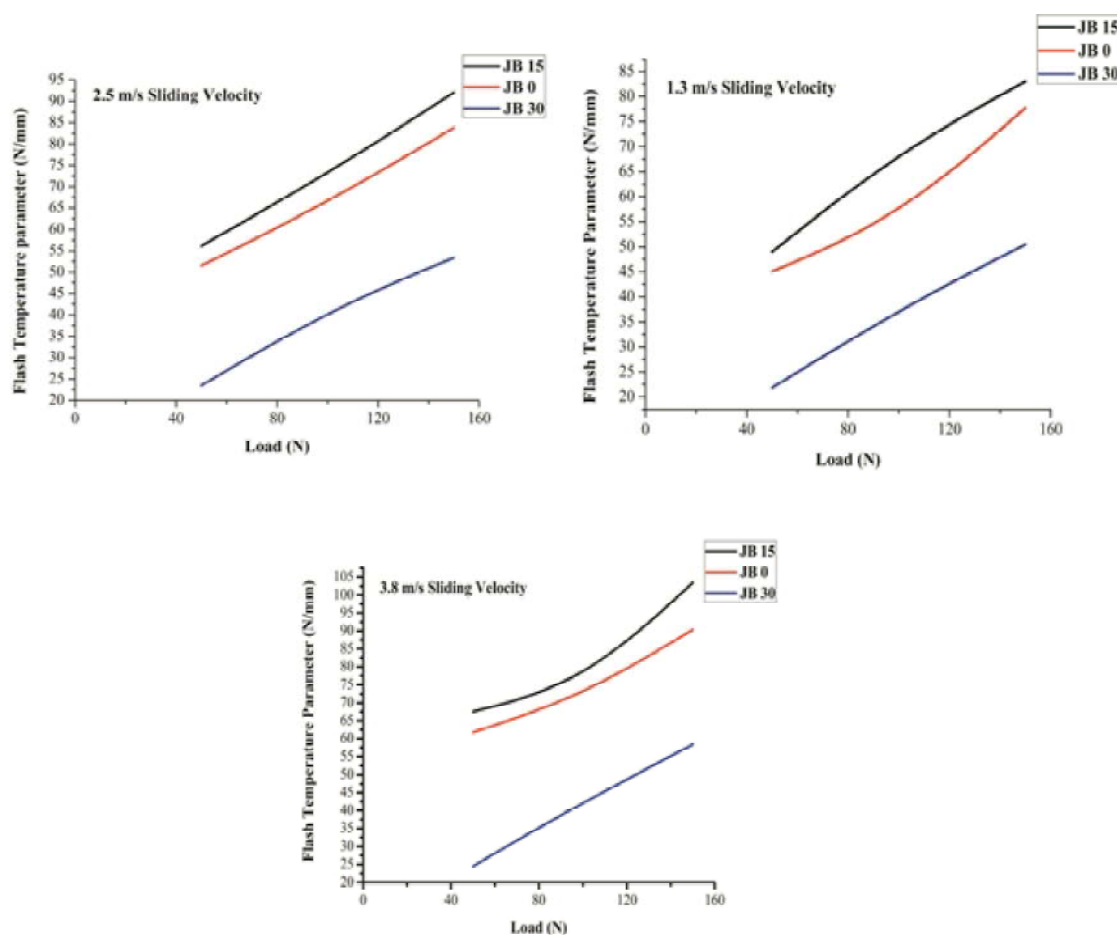 2.5 m/s Sliding Velocity
JB 15
JB 0
JB 30
Flash Temperature parameter (N/mm)
95
90
85
80
75
70
65
60
55
50
45
40
35
30
25
20
0 40 80 120 160
Load (N)
1.3 m/s Sliding Velocity
JB 15
JB 0
JB 30
Flash Temperature Parameter (N/mm)
85
80
75
70
65
60
55
50
45
40
35
30
25
20
0 40 80 120 160
Load (N)
3.8 m/s Sliding Velocity
JB 15
JB 0
JB 30
Flash Temperature Parameter (N/mm)
105
100
95
90
85
80
75
70
65
60
55
50
45
40
35
30
25
20
0 40 80 120 160
Load (N)